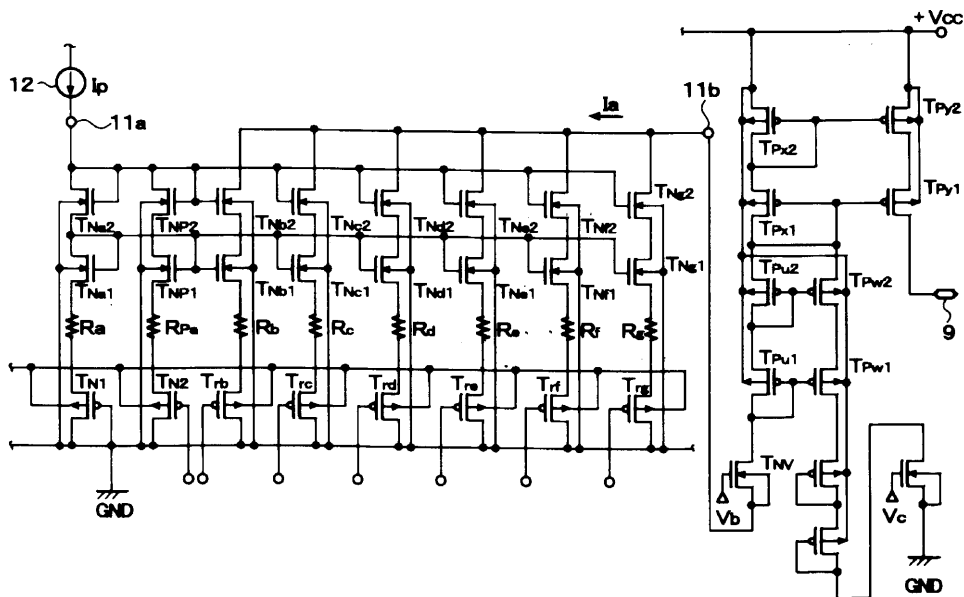 + Vcc
12
Ip
11a
Ia
11b
TPx2
TPy2
TPx1
TPy1
TNa2
TNP2
TNb2
TNc2
TNd2
TNe2
TNf2
TNg2
TNa1
TNP1
TNb1
TNc1
TNd1
TNe1
TNf1
TNg1
TPu2
TPw2
9
Ra
RPa
Rb
Rc
Rd
Re
Rf
Rg
TPu1
TPw1
TN1
TN2
Trb
Trc
Trd
Tre
Trf
Trg
TNV
Vb
Vc
GND
GND